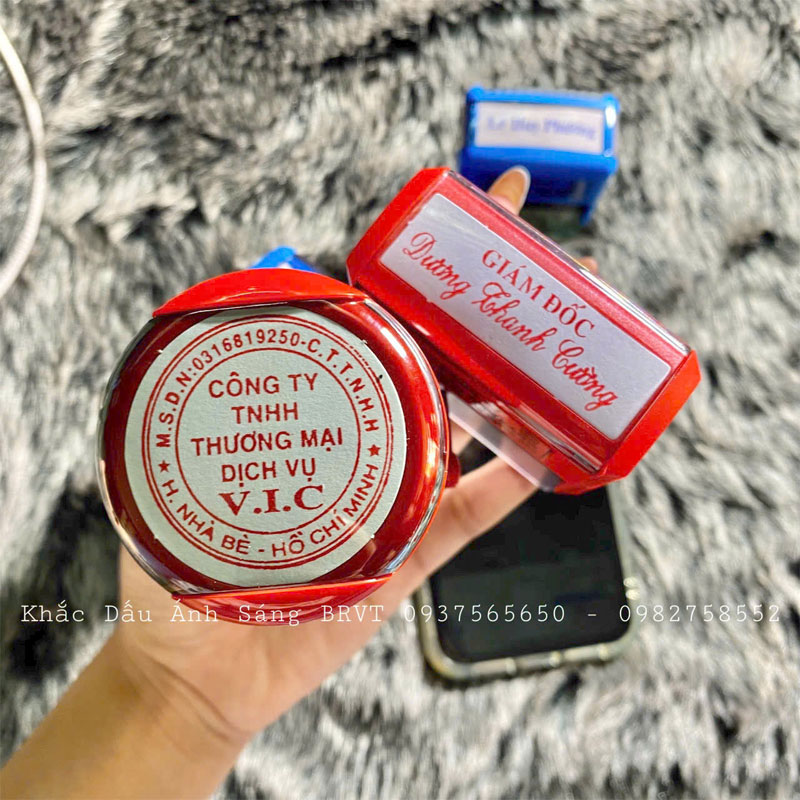 M.S.D.N:0316819250-C.T.T.N.H.H
CÔNG TY
TNHH
THƯƠNG MẠI
DỊCH VỤ
V.I.C
★ H. NHÀ BÈ - HỒ CHÍ MINH ★
GIÁM ĐỐC
Dương Thanh Cường
Khắc Dấu Ánh Sáng BRVT 0937565650 - 0982758552